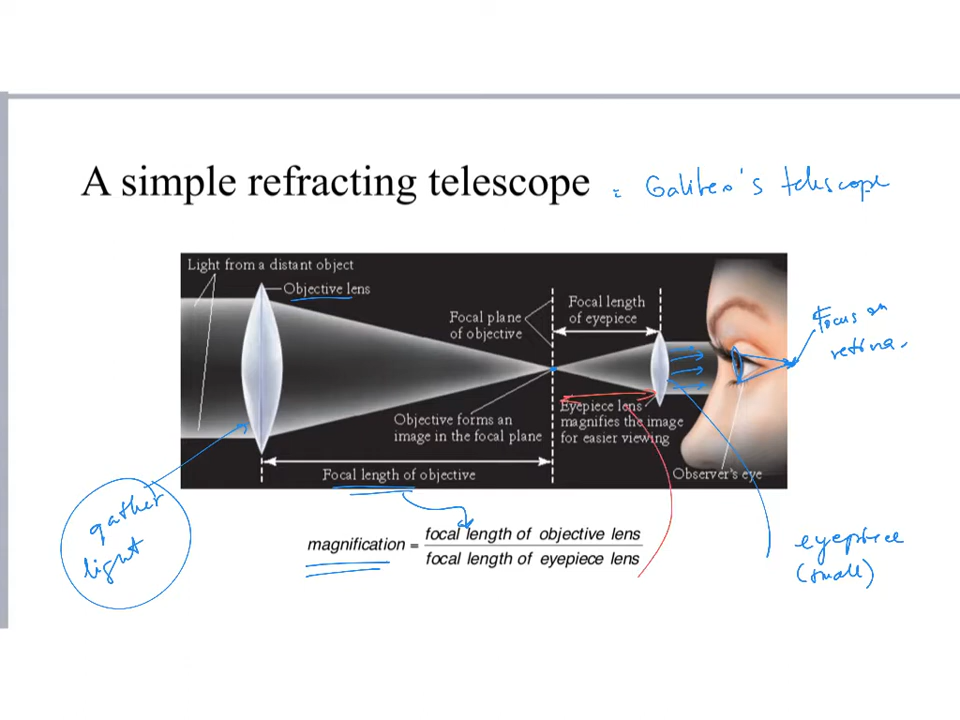 A simple refracting telescope : Galileo's telescope
Light from a distant object
Objective lens
Focal plane
of objective
Focal length
of eyepiece
Focus on
retina.
Objective forms an
image in the focal plane
Eyepiece lens
magnifies the image
for easier viewing
Observer's eye
Focal length of objective
gather
light
magnification = focal length of objective lens
focal length of eyepiece lens
eyepiece
(small)